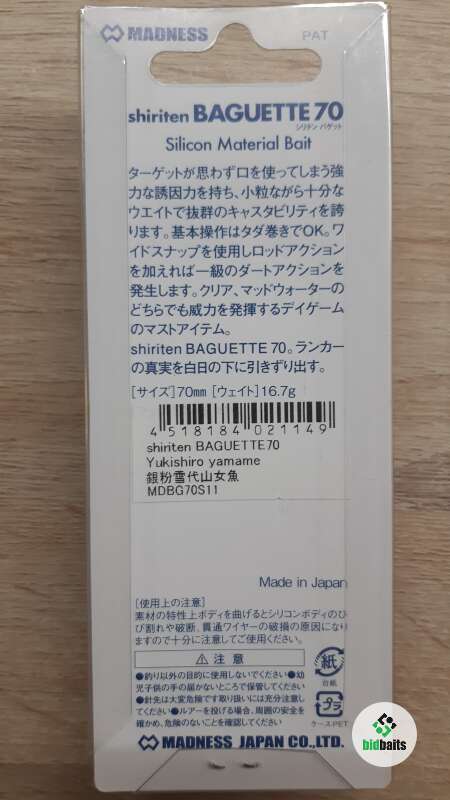 MADNESS
PAT
shiriten BAGUETTE 70
シリテン バゲット
Silicon Material Bait
ターゲットが思わず口を使ってしまう強
力な誘因力を持ち、小粒ながら十分な
ウエイトで抜群のキャスタビリティを誇
ります。基本操作はタダ巻きでOK。ワ
イドスナップを使用しロッドアクション
を加えれば一級のダートアクションを
発生します。クリア、マッドウォーターの
どちらでも威力を発揮するデイゲーム
のマストアイテム。
shiriten BAGUETTE 70。ランカー
の真実を白日の下に引きずり出す。
[サイズ]70mm [ウェイト]16.7g
4 518184 021149
shiriten BAGUETTE70
Yukishiro yamame
銀粉雪代山女魚
MDBG70S11
Made in Japan
[使用上の注意]
素材の特性上ボディを曲げるとシリコンボディのひ
び割れや破断、貫通ワイヤーの破損の原因になり
ますので十分に注意してご使用ください。
⚠ 注意
●釣り以外の目的に使用しないでください●幼
児子供の手の届かないところで保管してください
●針先は大変危険です取り扱いには充分注意し
てください●ルアーを投げる場合、周囲の安全を
確かめ、危険のないことを確認してください
紙
台紙
プラ
ケースPET
MADNESS JAPAN CO.,LTD.
bidbaits